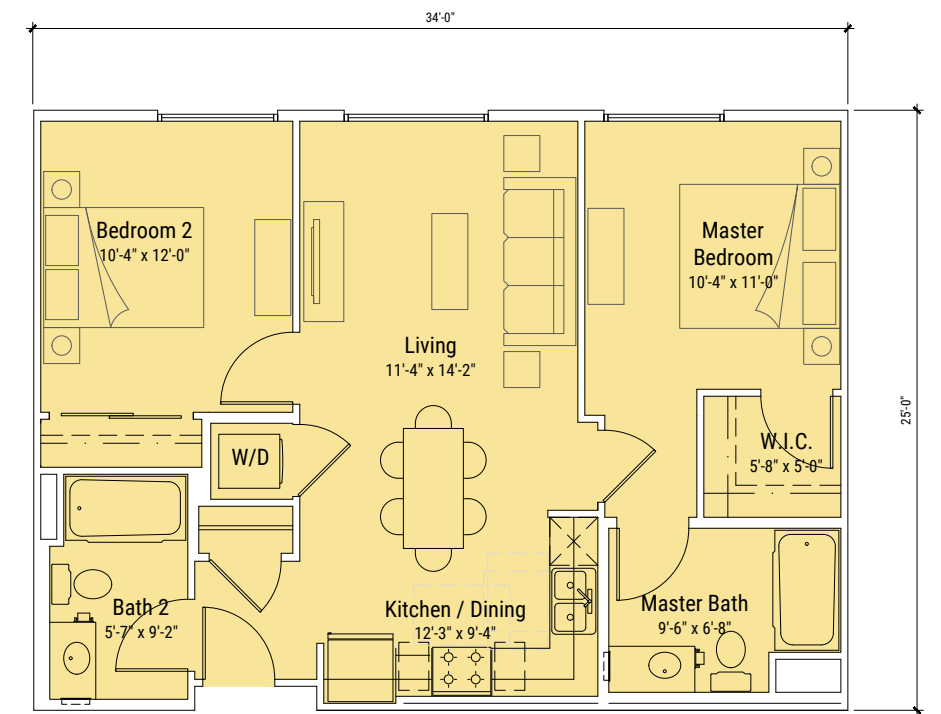 34'-0"
Bedroom 2
10'-4" x 12'-0"
Master
Bedroom
10'-4" x 11'-0"
Living
11'-4" x 14'-2"
25'-0"
W/D
W.I.C.
5'-8" x 5'-0"
Bath 2
5'-7" x 9'-2"
Kitchen / Dining
12'-3" x 9'-4"
Master Bath
9'-6" x 6'-8"